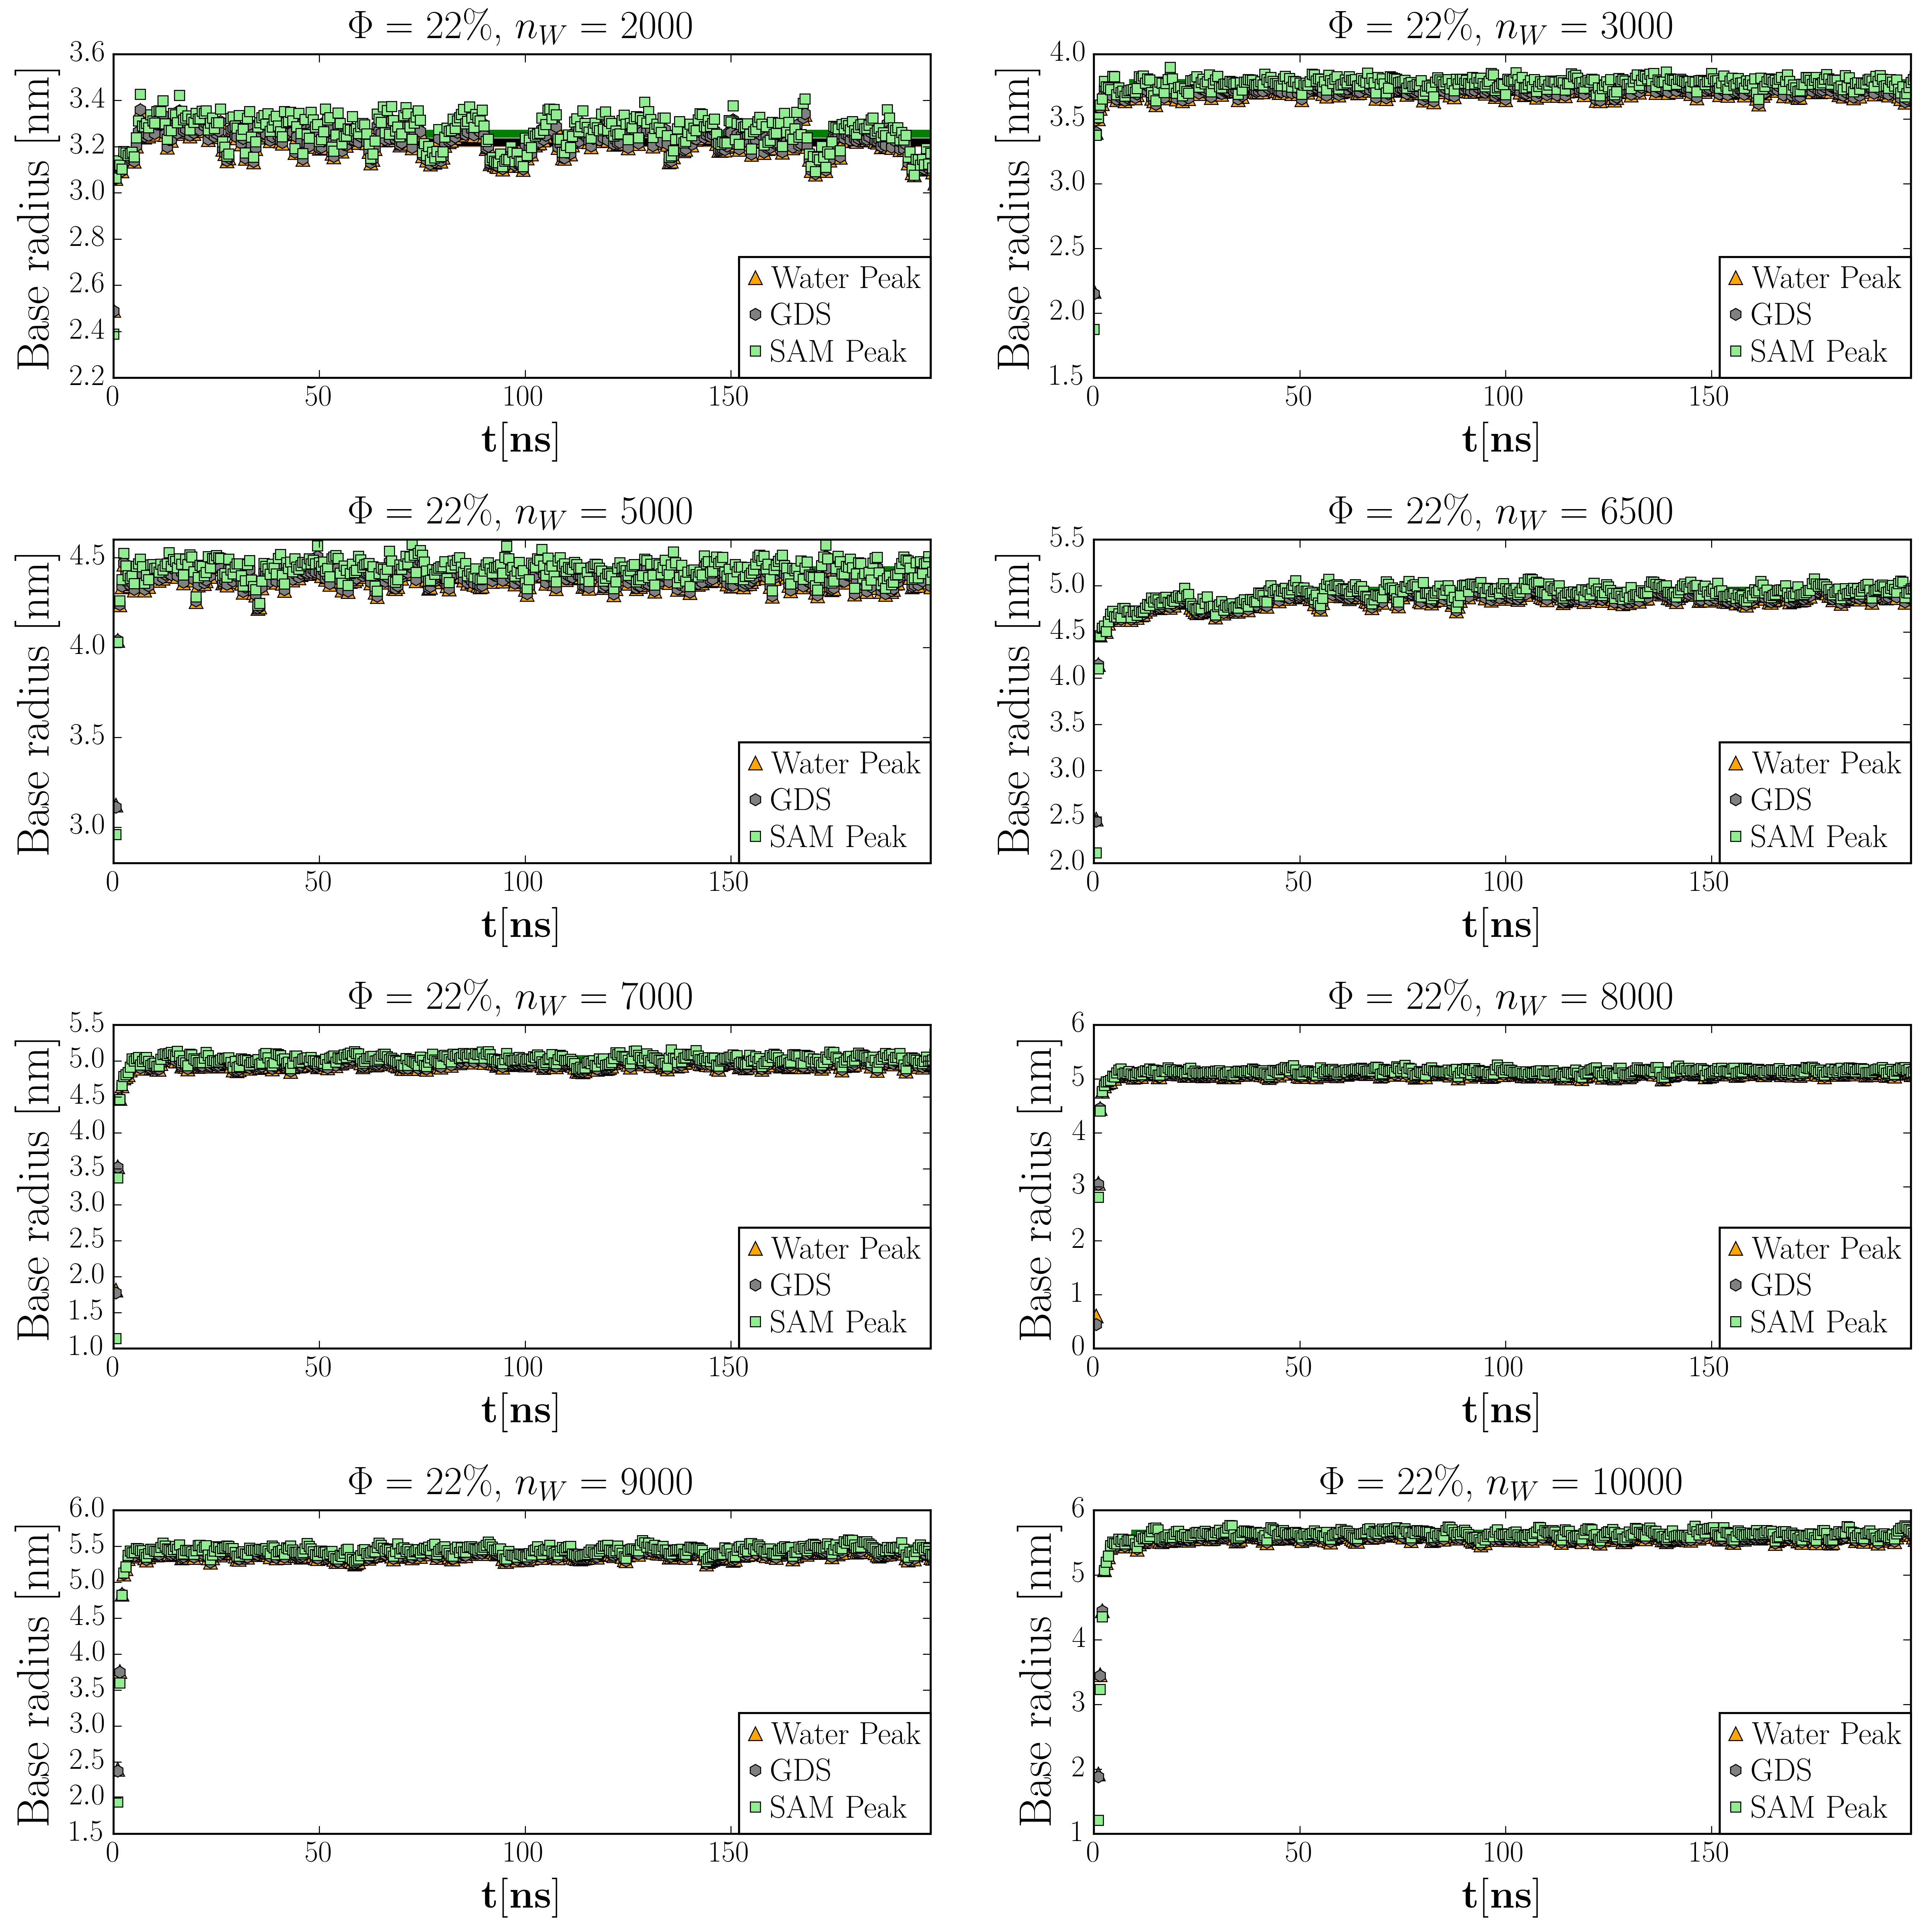 Φ = 22%, n_W = 2000
Base radius [nm]
3.6
3.4
3.2
3.0
2.8
2.6
2.4
2.2
Water Peak
GDS
SAM Peak
0 50 100 150
t[ns]
Φ = 22%, n_W = 3000
Base radius [nm]
4.0
3.5
3.0
2.5
2.0
1.5
Water Peak
GDS
SAM Peak
0 50 100 150
t[ns]
Φ = 22%, n_W = 5000
Base radius [nm]
4.5
4.0
3.5
3.0
Water Peak
GDS
SAM Peak
0 50 100 150
t[ns]
Φ = 22%, n_W = 6500
Base radius [nm]
5.5
5.0
4.5
4.0
3.5
3.0
2.5
2.0
Water Peak
GDS
SAM Peak
0 50 100 150
t[ns]
Φ = 22%, n_W = 7000
Base radius [nm]
5.5
5.0
4.5
4.0
3.5
3.0
2.5
2.0
1.5
1.0
Water Peak
GDS
SAM Peak
0 50 100 150
t[ns]
Φ = 22%, n_W = 8000
Base radius [nm]
6
5
4
3
2
1
0
Water Peak
GDS
SAM Peak
0 50 100 150
t[ns]
Φ = 22%, n_W = 9000
Base radius [nm]
6.0
5.5
5.0
4.5
4.0
3.5
3.0
2.5
2.0
1.5
Water Peak
GDS
SAM Peak
0 50 100 150
t[ns]
Φ = 22%, n_W = 10000
Base radius [nm]
6
5
4
3
2
1
Water Peak
GDS
SAM Peak
0 50 100 150
t[ns]